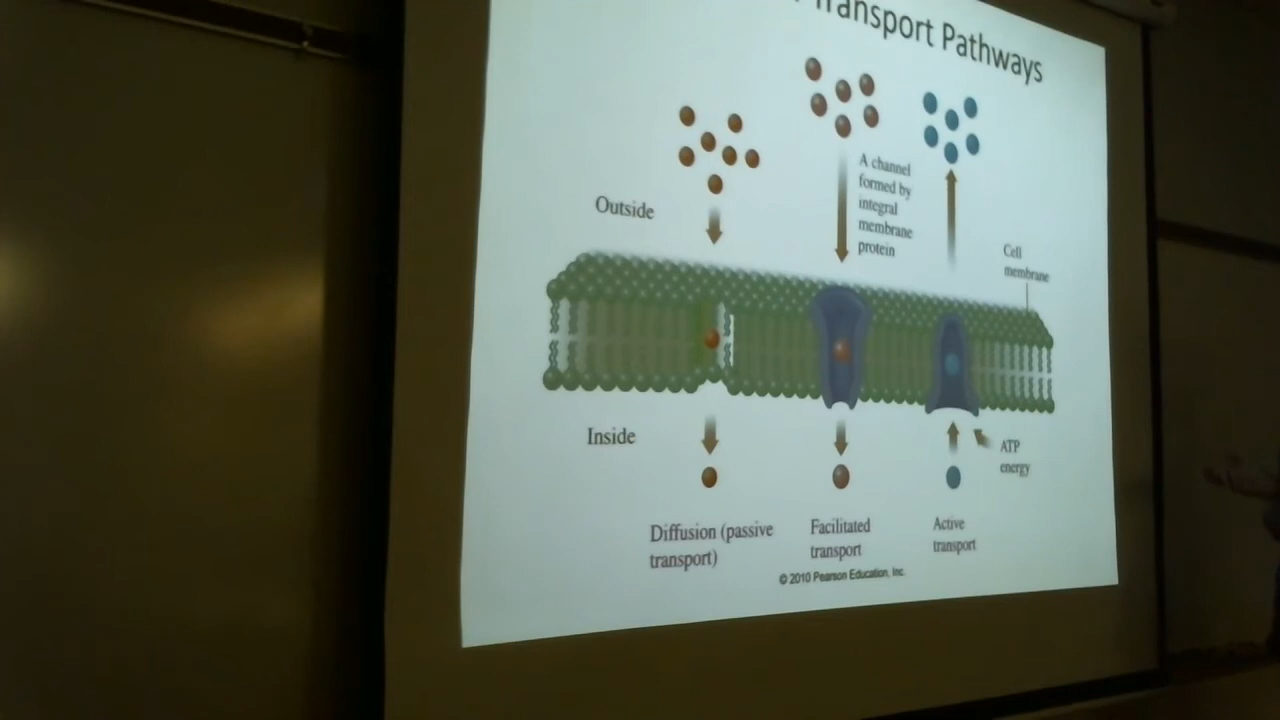 Transport Pathways
A channel
formed by
integral
membrane
protein
Outside
Cell
membrane
Inside
ATP
energy
Diffusion (passive
transport)
Facilitated
transport
Active
transport
© 2010 Pearson Education, Inc.